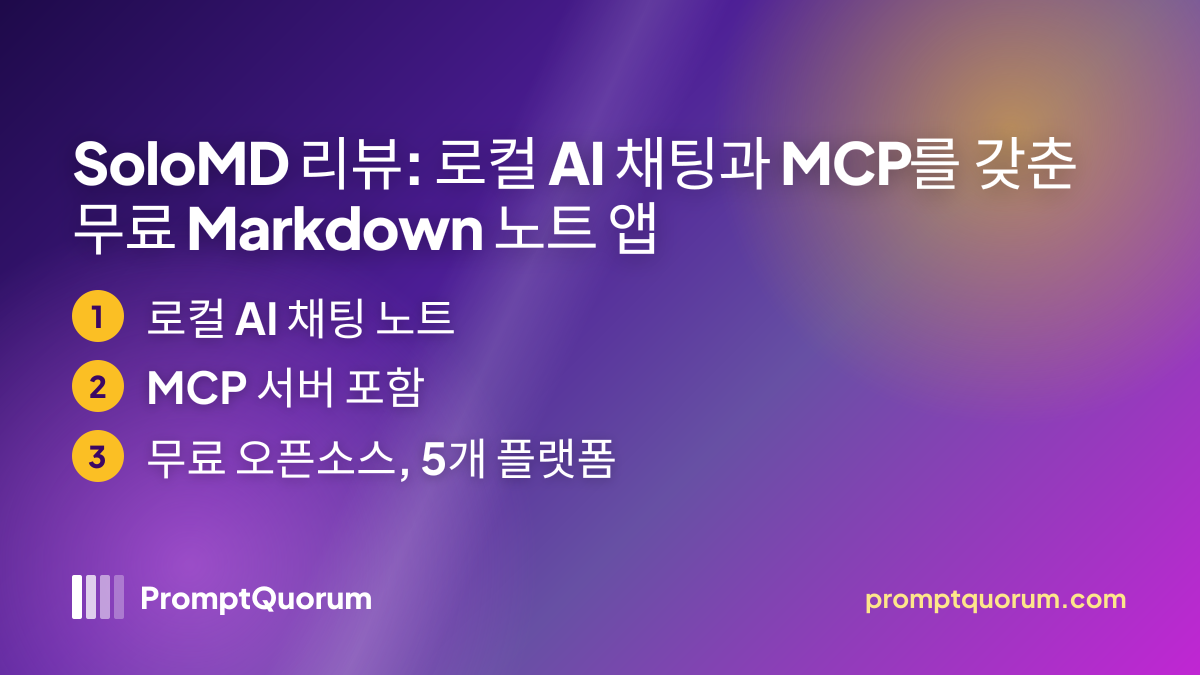 SoloMD 리뷰: 로컬 AI 채팅과 MCP를 갖춘
무료 Markdown 노트 앱
1 로컬 AI 채팅 노트
2 MCP 서버 포함
3 무료 오픈소스, 5개 플랫폼
PromptQuorum
promptquorum.com